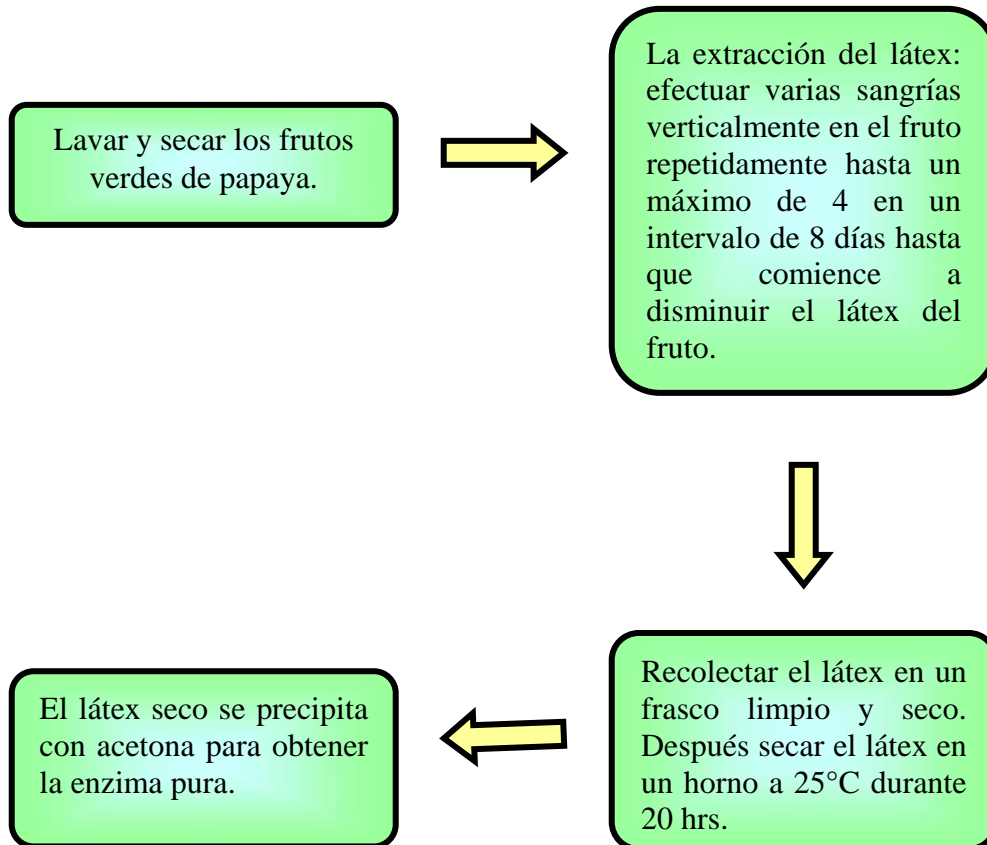 Lavar y secar los frutos
verdes de papaya.
La extracción del látex:
efectuar varias sangrías
verticalmente en el fruto
repetidamente hasta un
máximo de 4 en un
intervalo de 8 días hasta
que comience a
disminuir el látex del
fruto.
Recolectar el látex en un
frasco limpio y seco.
Después secar el látex en
un horno a 25°C durante
20 hrs.
El látex seco se precipita
con acetona para obtener
la enzima pura.